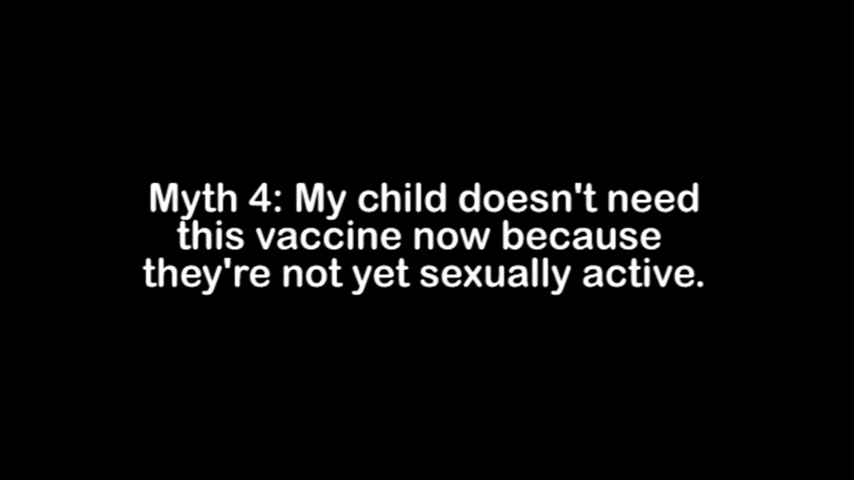 Myth 4: My child doesn't need
this vaccine now because
they're not yet sexually active.